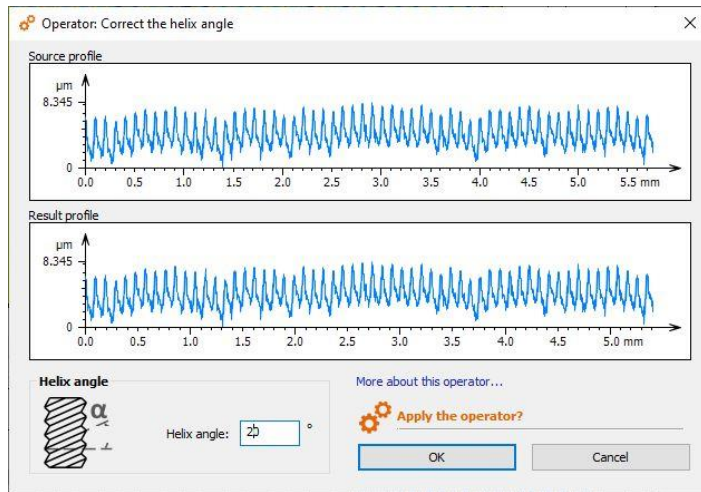 Operator: Correct the helix angle
Source profile
µm
8.345
0
0.0 0.5 1.0 1.5 2.0 2.5 3.0 3.5 4.0 4.5 5.0 5.5 mm
Result profile
µm
8.345
0
0.0 0.5 1.0 1.5 2.0 2.5 3.0 3.5 4.0 4.5 5.0 mm
Helix angle
α
Helix angle: 20 °
More about this operator...
Apply the operator?
OK Cancel